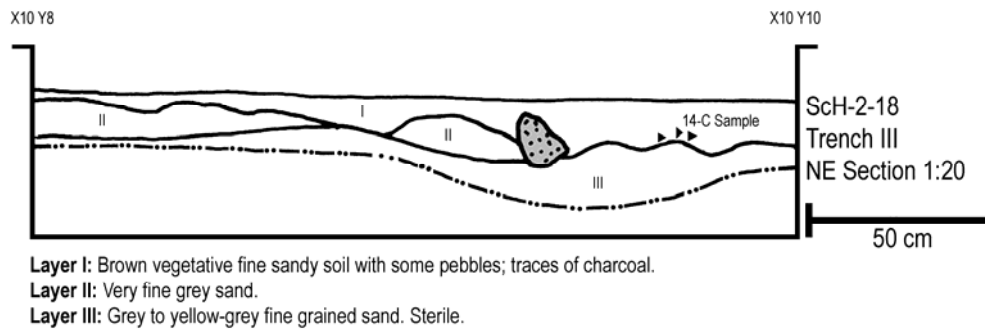 X10 Y8
X10 Y10
I
II
II
14-C Sample
III
ScH-2-18
Trench III
NE Section 1:20
50 cm
Layer I: Brown vegetative fine sandy soil with some pebbles; traces of charcoal.
Layer II: Very fine grey sand.
Layer III: Grey to yellow-grey fine grained sand. Sterile.